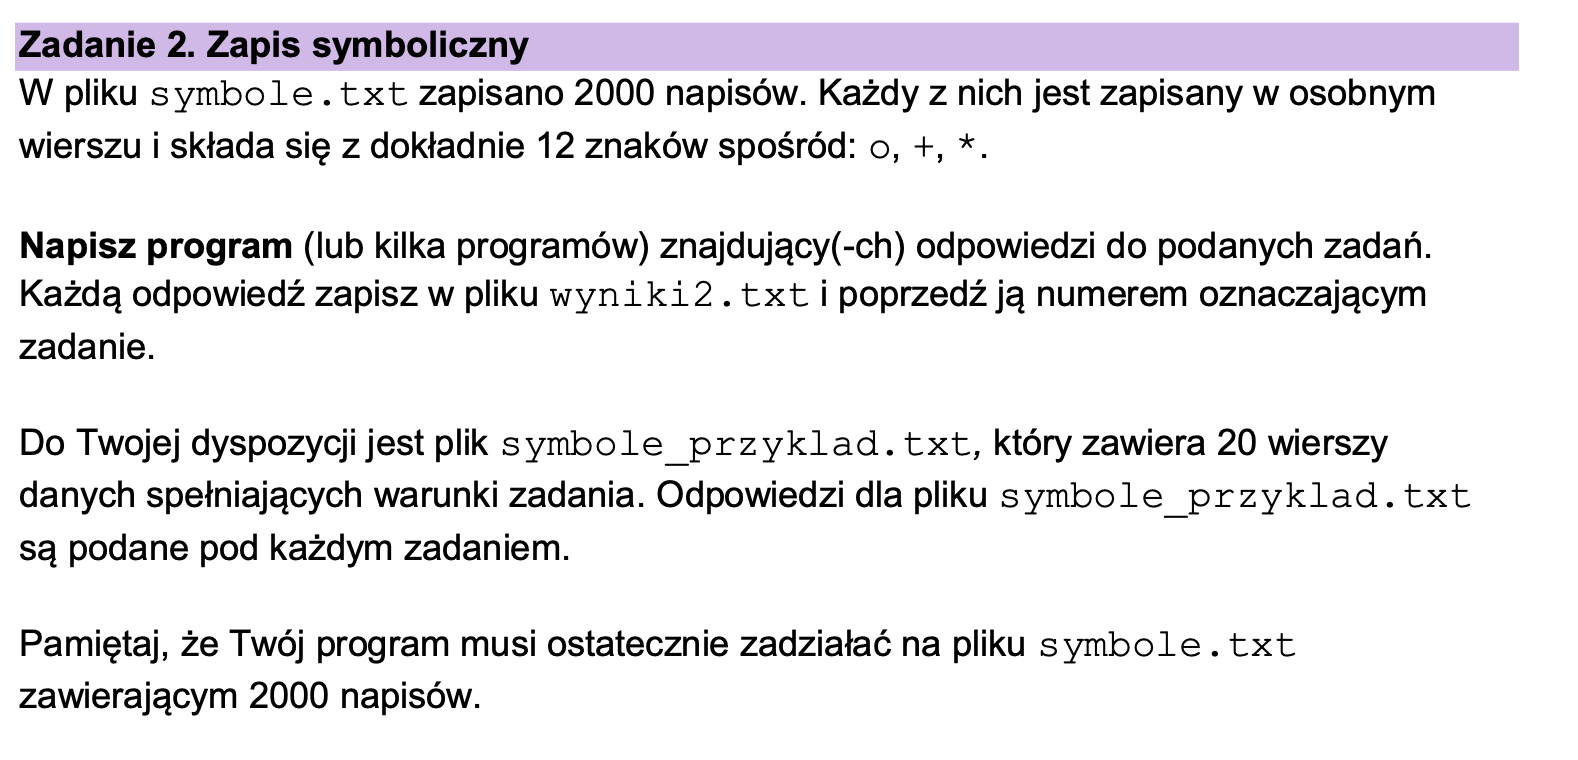 Zadanie 2. Zapis symboliczny
W pliku symbole.txt zapisano 2000 napisów. Każdy z nich jest zapisany w osobnym
wierszu i składa się z dokładnie 12 znaków spośród: o, +, *.
Napisz program (lub kilka programów) znajdujący(-ch) odpowiedzi do podanych zadań.
Każdą odpowiedź zapisz w pliku wyniki2.txt i poprzedź ją numerem oznaczającym
zadanie.
Do Twojej dyspozycji jest plik symbole_przyklad.txt, który zawiera 20 wierszy
danych spełniających warunki zadania. Odpowiedzi dla pliku symbole_przyklad.txt
są podane pod każdym zadaniem.
Pamiętaj, że Twój program musi ostatecznie zadziałać na pliku symbole.txt
zawierającym 2000 napisów.